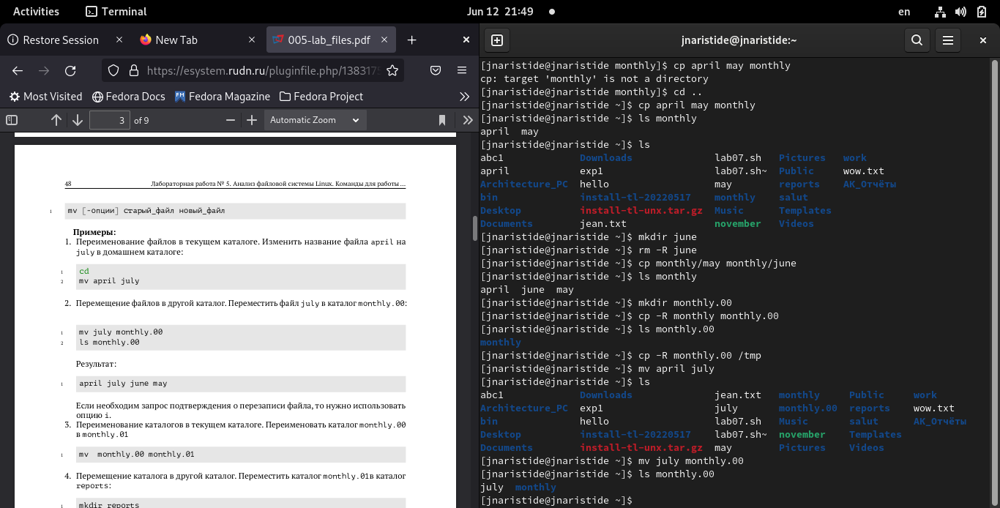 Activities Terminal Jun 12 21:49 en
Restore Session New Tab 005-lab_files.pdf
https://esystem.rudn.ru/pluginfile.php/138317
Most Visited Fedora Docs Fedora Magazine Fedora Project
3 of 9 Automatic Zoom
48 Лабораторная работа № 5. Анализ файловой системы Linux. Команды для работы ...
1 mv [-опции] старый_файл новый_файл
Примеры:
1. Переименование файлов в текущем каталоге. Изменить название файла april на
july в домашнем каталоге:
1 cd
2 mv april july
2. Перемещение файлов в другой каталог. Переместить файл july в каталог monthly.00:
1 mv july monthly.00
2 ls monthly.00
Результат:
1 april july june may
Если необходим запрос подтверждения о перезаписи файла, то нужно использовать
опцию i.
3. Переименование каталогов в текущем каталоге. Переименовать каталог monthly.00
в monthly.01
1 mv  monthly.00 monthly.01
4. Перемещение каталога в другой каталог. Переместить каталог monthly.01в каталог
reports:
1 mkdir reports
jnaristide@jnaristide:~
[jnaristide@jnaristide monthly]$ cp april may monthly
cp: target 'monthly' is not a directory
[jnaristide@jnaristide monthly]$ cd ..
[jnaristide@jnaristide ~]$ cp april may monthly
[jnaristide@jnaristide ~]$ ls monthly
april  may
[jnaristide@jnaristide ~]$ ls
abc1 Downloads lab07.sh Pictures work
april exp1 lab07.sh~ Public wow.txt
Architecture_PC hello may reports АК_Отчёты
bin install-tl-20220517 monthly salut
Desktop install-tl-unx.tar.gz Music Templates
Documents jean.txt november Videos
[jnaristide@jnaristide ~]$ mkdir june
[jnaristide@jnaristide ~]$ rm -R june
[jnaristide@jnaristide ~]$ cp monthly/may monthly/june
[jnaristide@jnaristide ~]$ ls monthly
april  june  may
[jnaristide@jnaristide ~]$ mkdir monthly.00
[jnaristide@jnaristide ~]$ cp -R monthly monthly.00
[jnaristide@jnaristide ~]$ ls monthly.00
monthly
[jnaristide@jnaristide ~]$ cp -R monthly.00 /tmp
[jnaristide@jnaristide ~]$ mv april july
[jnaristide@jnaristide ~]$ ls
abc1 Downloads jean.txt monthly Public work
Architecture_PC exp1 july monthly.00 reports wow.txt
bin hello lab07.sh Music salut АК_Отчёты
Desktop install-tl-20220517 lab07.sh~ november Templates
Documents install-tl-unx.tar.gz may Pictures Videos
[jnaristide@jnaristide ~]$ mv july monthly.00
[jnaristide@jnaristide ~]$ ls monthly.00
july  monthly
[jnaristide@jnaristide ~]$